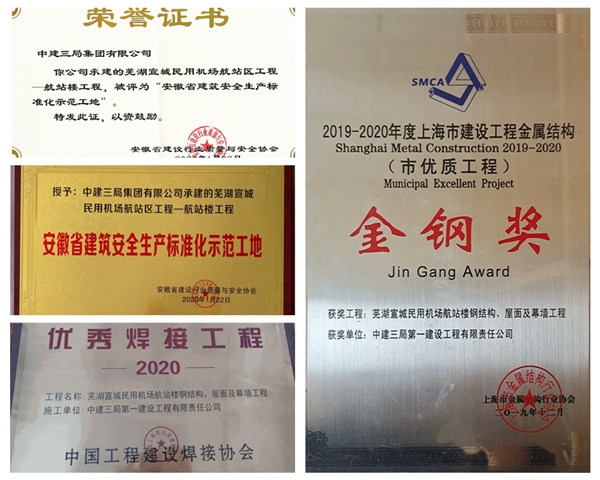 荣誉证书
中建三局集团有限公司
你公司承建的芜湖宣城民用机场航站区工程
—航站楼工程，被评为“安徽省建筑安全生产标
准化示范工地”。
特发此证，以资鼓励。
安徽省建设行业质量与安全协会
授予：中建三局集团有限公司承建的芜湖宣城
民用机场航站区工程—航站楼工程
安徽省建筑安全生产标准化示范工地
安徽省建设行业质量与安全协会
2020年1月22日
优秀焊接工程
2020
工程名称：芜湖宣城民用机场航站楼钢结构、屋面及幕墙工程
施工单位：中建三局第一建设工程有限责任公司
中国工程建设焊接协会
SMCA
2019-2020年度上海市建设工程金属结构
Shanghai Metal Construction 2019-2020
（市优质工程）
Municipal Excellent Project
金钢奖
Jin Gang Award
获奖工程：芜湖宣城民用机场航站楼钢结构、屋面及幕墙工程
获奖单位：中建三局第一建设工程有限责任公司
上海市金属结构行业协会
二〇一九年十二月